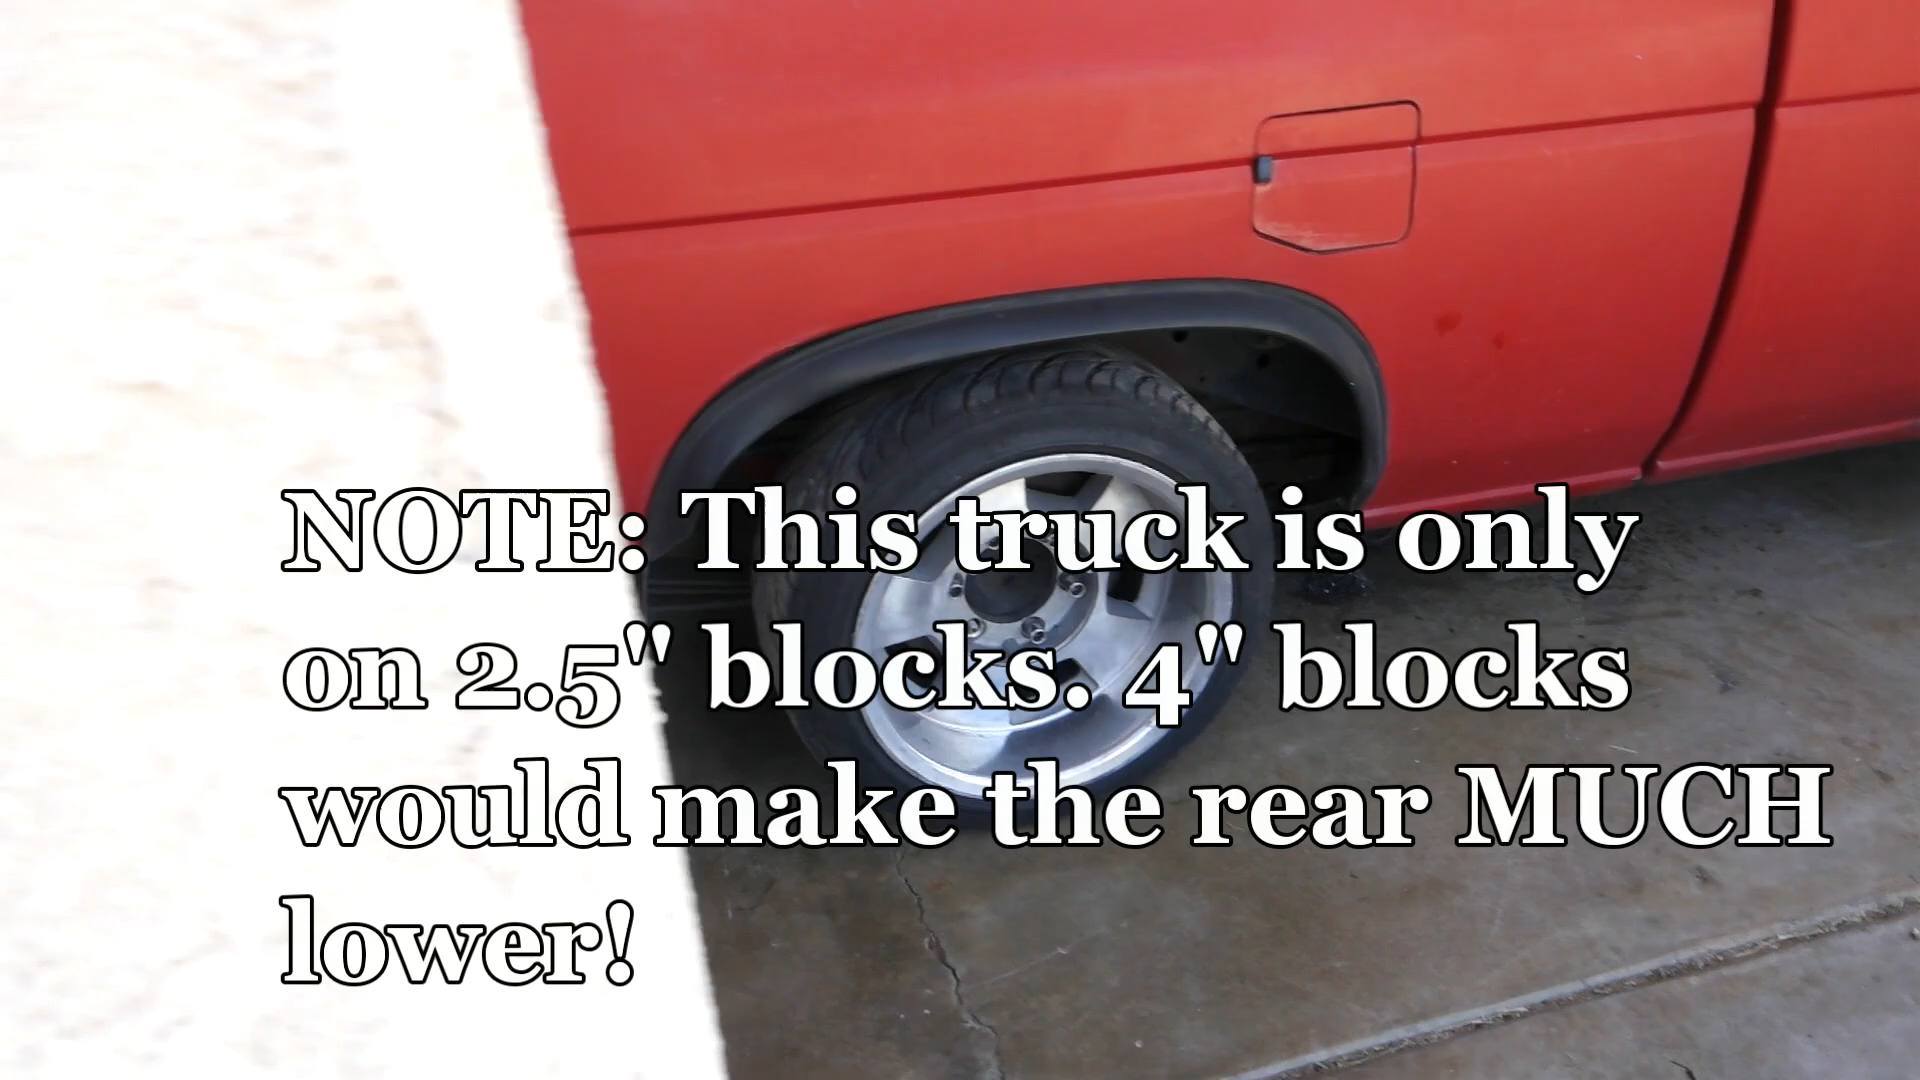 NOTE: This truck is only
on 2.5" blocks. 4" blocks
would make the rear MUCH
lower!